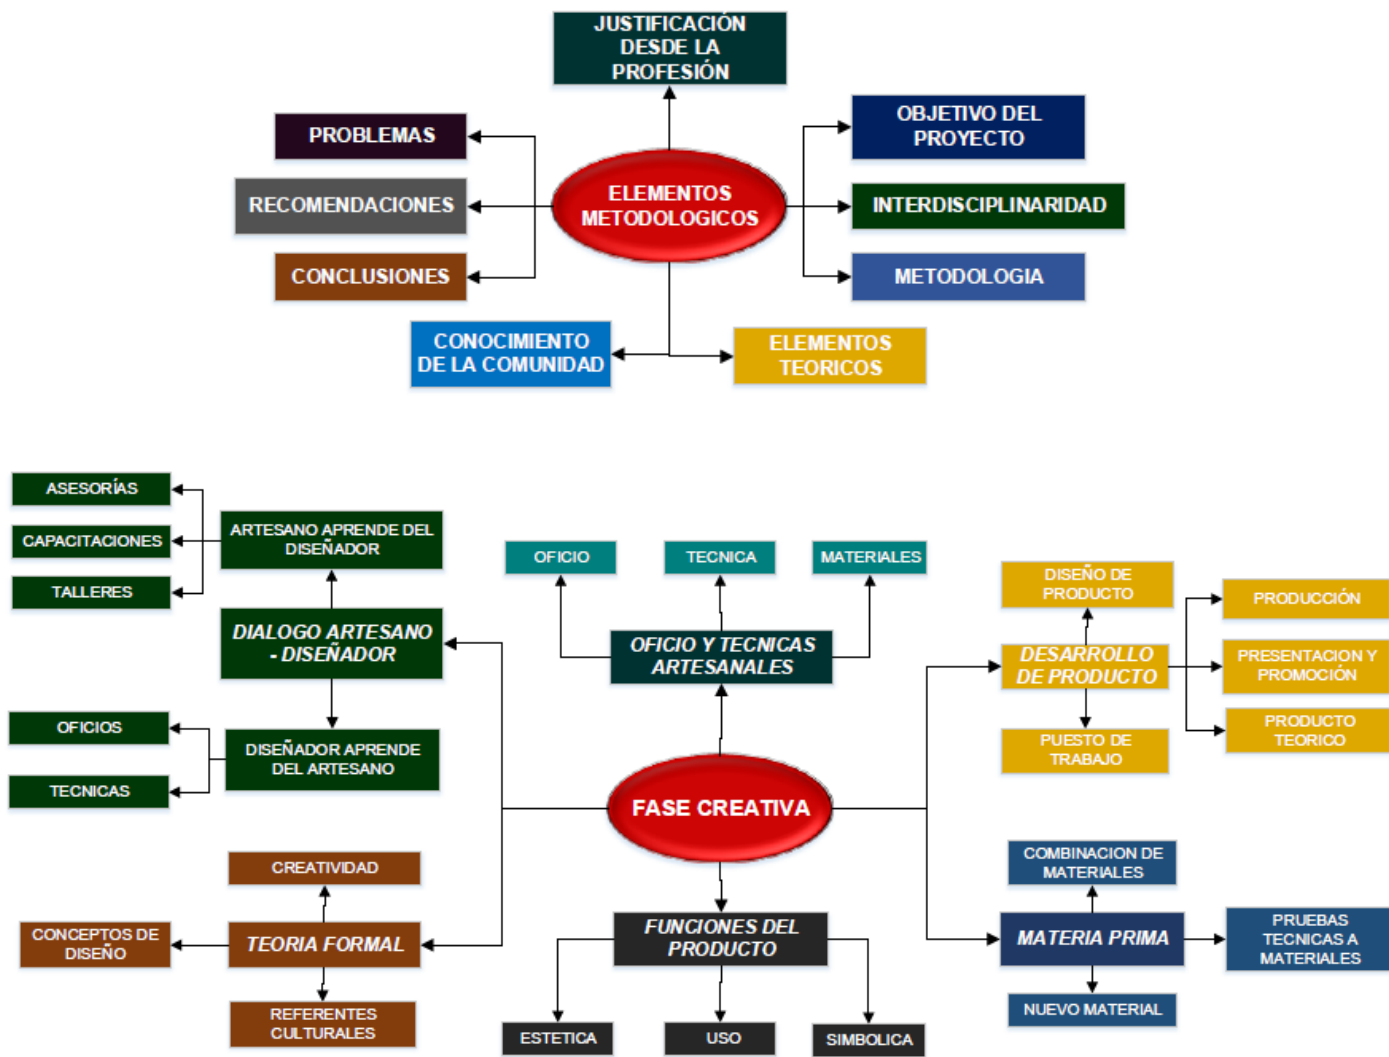 JUSTIFICACIÓN
DESDE LA
PROFESIÓN
PROBLEMAS
RECOMENDACIONES
CONCLUSIONES
ELEMENTOS
METODOLOGICOS
OBJETIVO DEL
PROYECTO
INTERDISCIPLINARIDAD
METODOLOGIA
CONOCIMIENTO
DE LA COMUNIDAD
ELEMENTOS
TEORICOS
ASESORÍAS
CAPACITACIONES
TALLERES
ARTESANO APRENDE DEL
DISEÑADOR
DIALOGO ARTESANO
- DISEÑADOR
DISEÑADOR APRENDE
DEL ARTESANO
OFICIOS
TECNICAS
OFICIO
TECNICA
MATERIALES
OFICIO Y TECNICAS
ARTESANALES
DISEÑO DE
PRODUCTO
DESARROLLO
DE PRODUCTO
PUESTO DE
TRABAJO
PRODUCCIÓN
PRESENTACION Y
PROMOCIÓN
PRODUCTO
TEORICO
FASE CREATIVA
CREATIVIDAD
CONCEPTOS DE
DISEÑO
TEORIA FORMAL
REFERENTES
CULTURALES
FUNCIONES DEL
PRODUCTO
ESTETICA
USO
SIMBOLICA
COMBINACION DE
MATERIALES
MATERIA PRIMA
NUEVO MATERIAL
PRUEBAS
TECNICAS A
MATERIALES